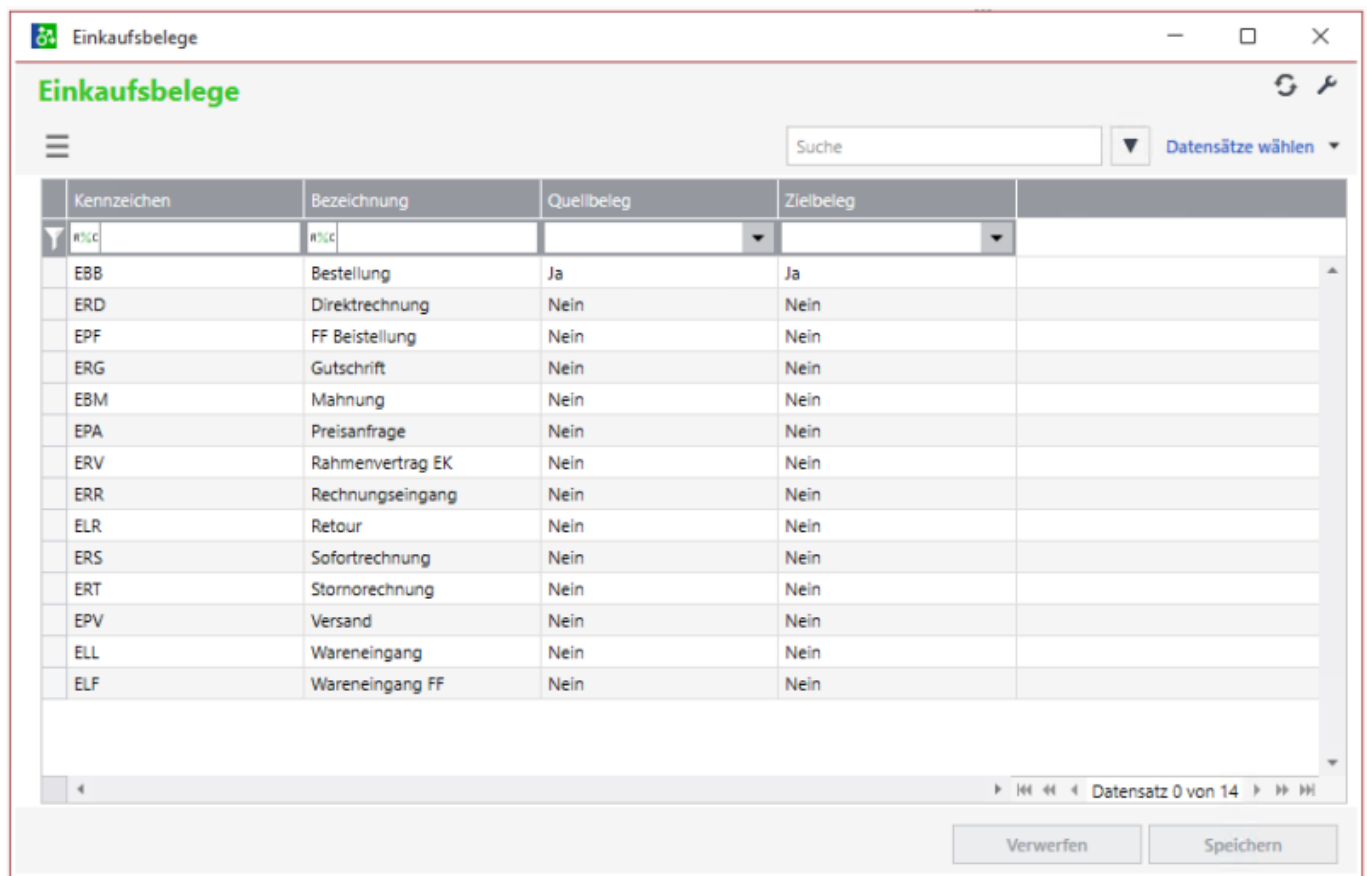 Einkaufsbelege
Einkaufsbelege
Suche Datensätze wählen
Kennzeichen Bezeichnung Quellbeleg Zielbeleg
A%C A%C
EBB Bestellung Ja Ja
ERD Direktrechnung Nein Nein
EPF FF Beistellung Nein Nein
ERG Gutschrift Nein Nein
EBM Mahnung Nein Nein
EPA Preisanfrage Nein Nein
ERV Rahmenvertrag EK Nein Nein
ERR Rechnungseingang Nein Nein
ELR Retour Nein Nein
ERS Sofortrechnung Nein Nein
ERT Stornorechnung Nein Nein
EPV Versand Nein Nein
ELL Wareneingang Nein Nein
ELF Wareneingang FF Nein Nein
Datensatz 0 von 14
Verwerfen Speichern